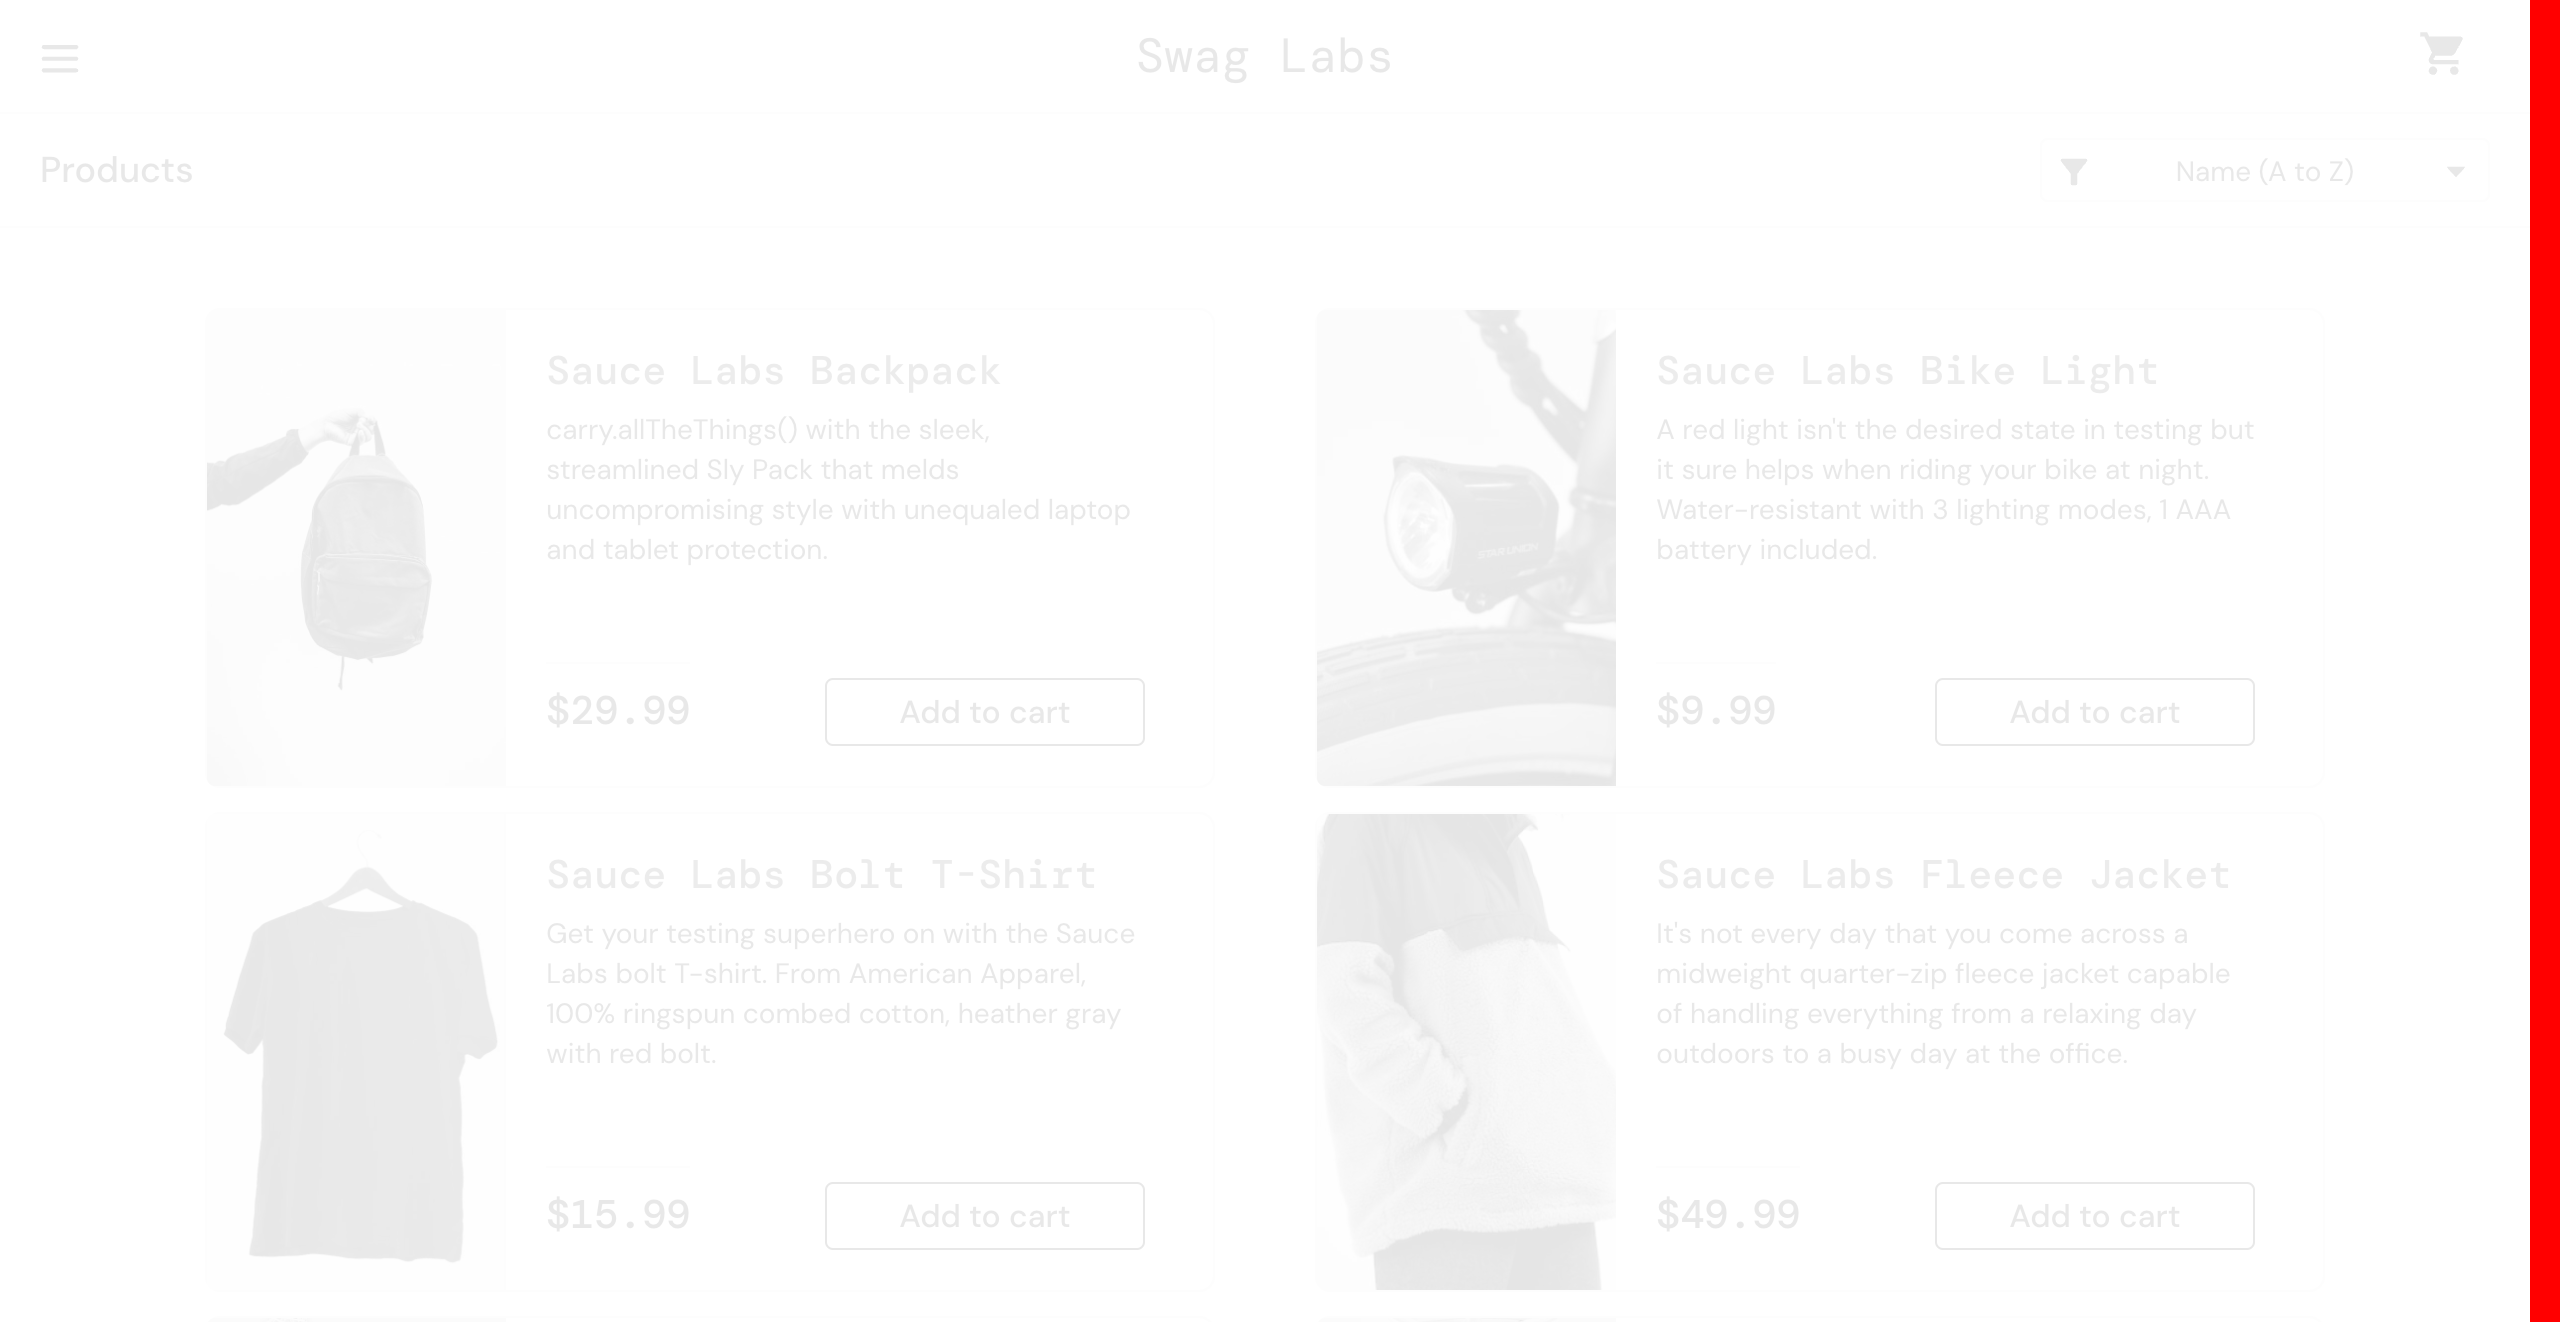 Swag Labs
Products
Name (A to Z)
Sauce Labs Backpack
carry.allTheThings() with the sleek,
streamlined Sly Pack that melds
uncompromising style with unequaled laptop
and tablet protection.
$29.99
Add to cart
Sauce Labs Bike Light
A red light isn't the desired state in testing but
it sure helps when riding your bike at night.
Water-resistant with 3 lighting modes, 1 AAA
battery included.
STAR UNION
$9.99
Add to cart
Sauce Labs Bolt T-Shirt
Get your testing superhero on with the Sauce
Labs bolt T-shirt. From American Apparel,
100% ringspun combed cotton, heather gray
with red bolt.
$15.99
Add to cart
Sauce Labs Fleece Jacket
It's not every day that you come across a
midweight quarter-zip fleece jacket capable
of handling everything from a relaxing day
outdoors to a busy day at the office.
$49.99
Add to cart